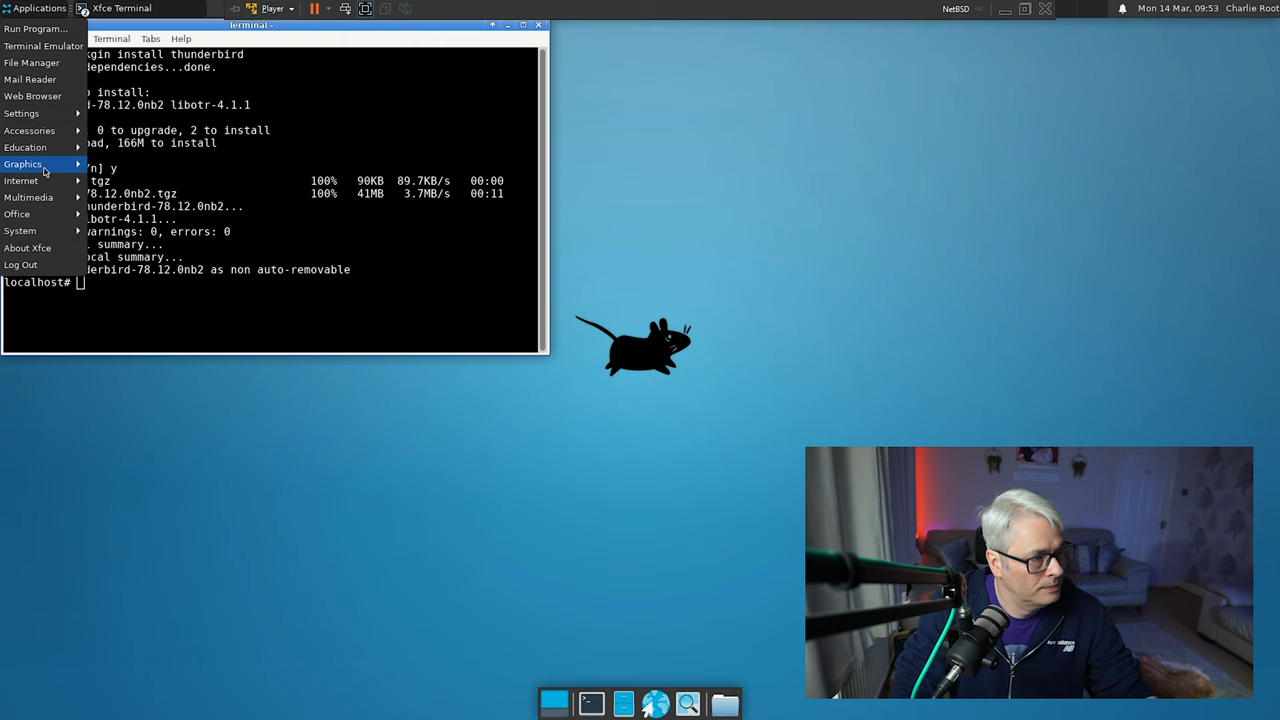 Applications
Xfce Terminal
Player
NetBSD
Mon 14 Mar, 09:53
Charlie Root
Run Program...
Terminal Emulator
File Manager
Mail Reader
Web Browser
Settings
Accessories
Education
Graphics
Internet
Multimedia
Office
System
About Xfce
Log Out
Terminal -
Terminal Tabs Help
kgin install thunderbird
dependencies...done.
o install:
d-78.12.0nb2 libotr-4.1.1
0 to upgrade, 2 to install
oad, 166M to install
/n] y
tgz 100% 90KB 89.7KB/s 00:00
78.12.0nb2.tgz 100% 41MB 3.7MB/s 00:11
hunderbird-78.12.0nb2...
ibotr-4.1.1...
warnings: 0, errors: 0
l summary...
ocal summary...
derbird-78.12.0nb2 as non auto-removable
localhost#